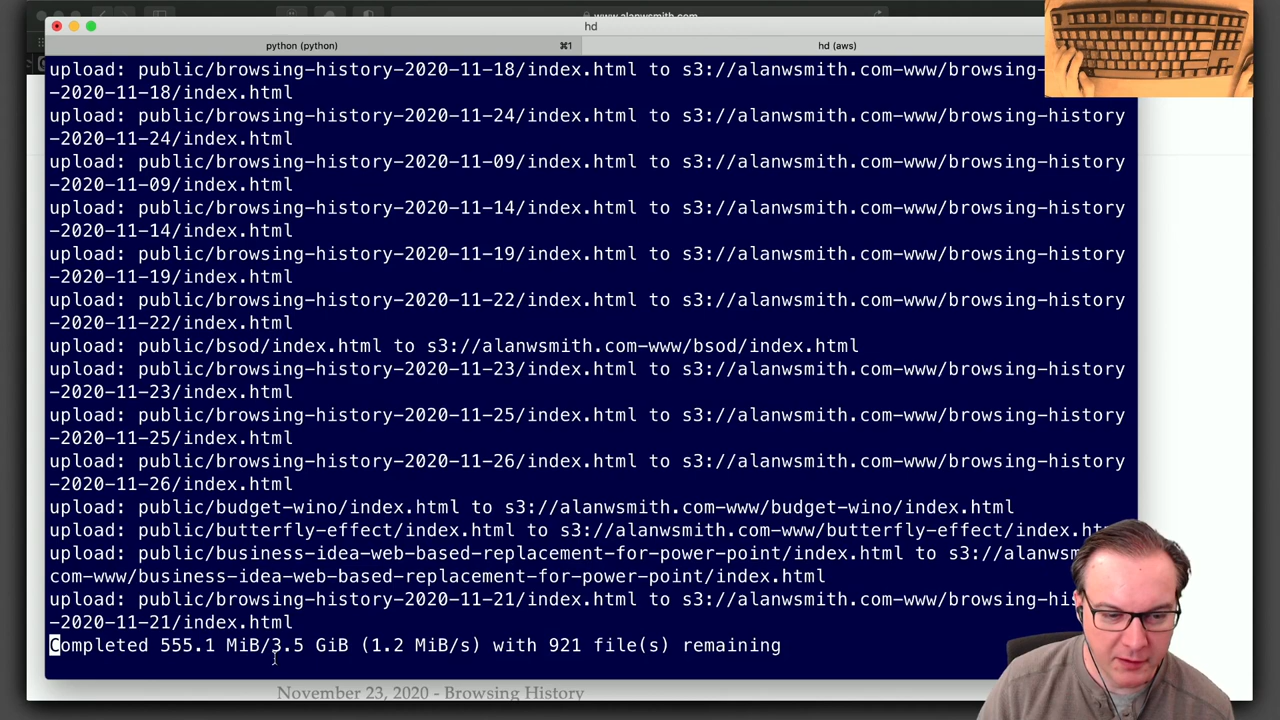 www.alanwsmith.com
hd
python (python) ⌘1 hd (aws)
upload: public/browsing-history-2020-11-18/index.html to s3://alanwsmith.com-www/browsing-
-2020-11-18/index.html
upload: public/browsing-history-2020-11-24/index.html to s3://alanwsmith.com-www/browsing-history
-2020-11-24/index.html
upload: public/browsing-history-2020-11-09/index.html to s3://alanwsmith.com-www/browsing-history
-2020-11-09/index.html
upload: public/browsing-history-2020-11-14/index.html to s3://alanwsmith.com-www/browsing-history
-2020-11-14/index.html
upload: public/browsing-history-2020-11-19/index.html to s3://alanwsmith.com-www/browsing-history
-2020-11-19/index.html
upload: public/browsing-history-2020-11-22/index.html to s3://alanwsmith.com-www/browsing-history
-2020-11-22/index.html
upload: public/bsod/index.html to s3://alanwsmith.com-www/bsod/index.html
upload: public/browsing-history-2020-11-23/index.html to s3://alanwsmith.com-www/browsing-history
-2020-11-23/index.html
upload: public/browsing-history-2020-11-25/index.html to s3://alanwsmith.com-www/browsing-history
-2020-11-25/index.html
upload: public/browsing-history-2020-11-26/index.html to s3://alanwsmith.com-www/browsing-history
-2020-11-26/index.html
upload: public/budget-wino/index.html to s3://alanwsmith.com-www/budget-wino/index.html
upload: public/butterfly-effect/index.html to s3://alanwsmith.com-www/butterfly-effect/index.ht
upload: public/business-idea-web-based-replacement-for-power-point/index.html to s3://alanwsm
com-www/business-idea-web-based-replacement-for-power-point/index.html
upload: public/browsing-history-2020-11-21/index.html to s3://alanwsmith.com-www/browsing-his
-2020-11-21/index.html
Completed 555.1 MiB/3.5 GiB (1.2 MiB/s) with 921 file(s) remaining
November 23, 2020 - Browsing History